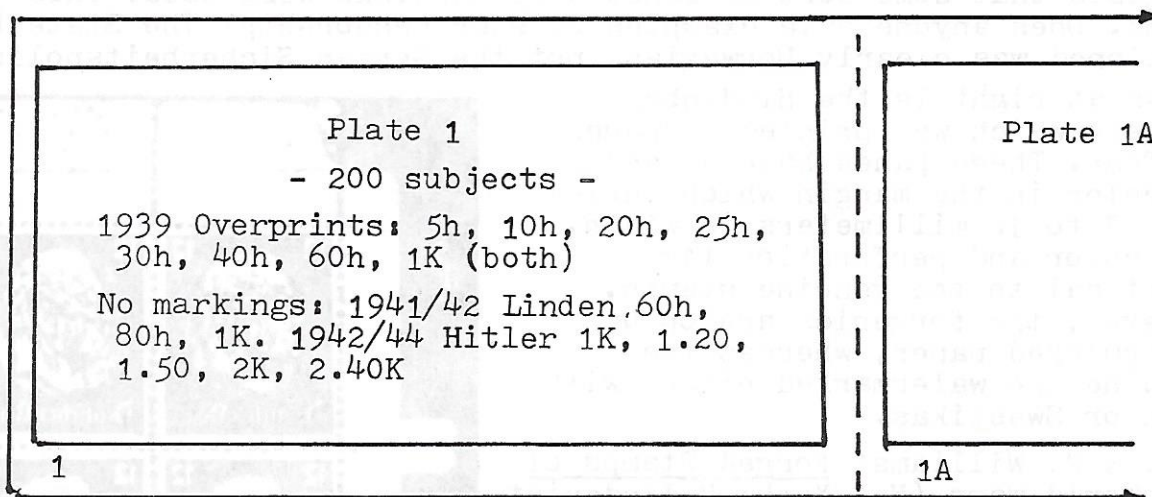 Plate 1
- 200 subjects -
1939 Overprints: 5h, 10h, 20h, 25h,
30h, 40h, 60h, 1K (both)
No markings: 1941/42 Linden 60h,
80h, 1K. 1942/44 Hitler 1K, 1.20,
1.50, 2K, 2.40K
1
Plate 1A
1A